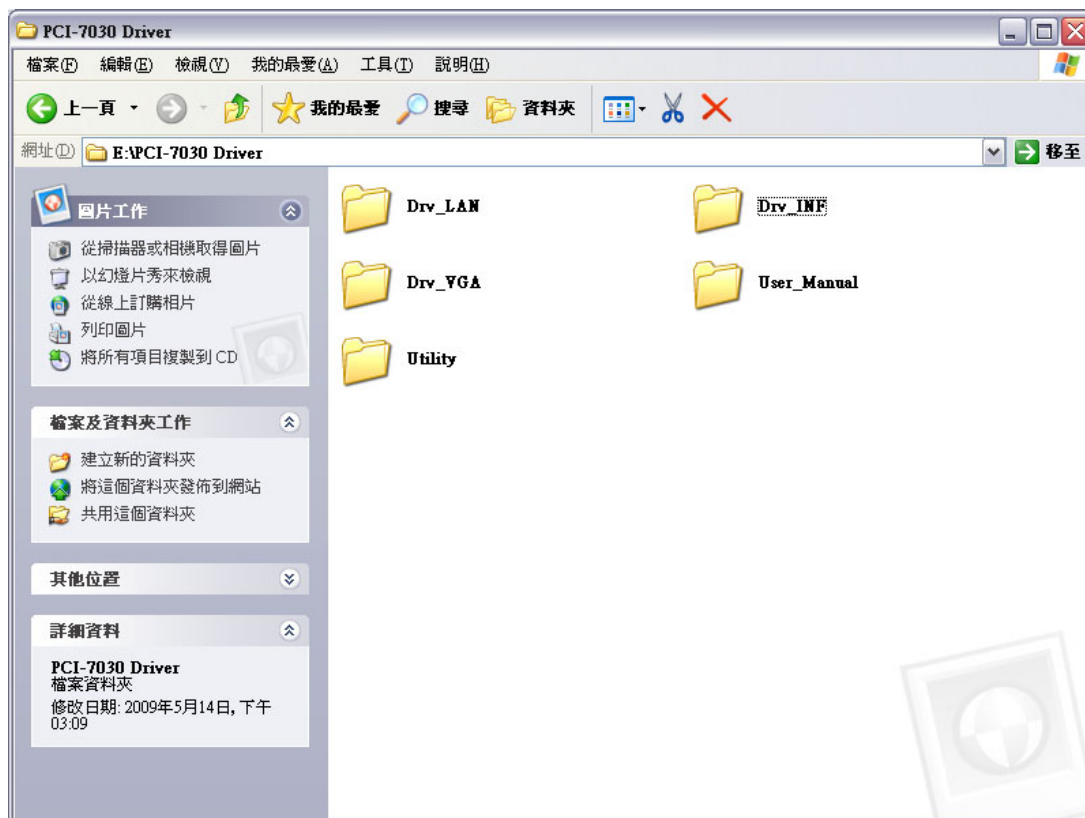 PCI-7030 Driver
檔案(F) 編輯(E) 檢視(V) 我的最愛(A) 工具(T) 說明(H)
上一頁 我的最愛 搜尋 資料夾
網址(D) E:\PCI-7030 Driver 移至
圖片工作
從掃描器或相機取得圖片
以幻燈片秀來檢視
從線上訂購相片
列印圖片
將所有項目複製到 CD
檔案及資料夾工作
建立新的資料夾
將這個資料夾發佈到網站
共用這個資料夾
其他位置
詳細資料
PCI-7030 Driver
檔案資料夾
修改日期: 2009年5月14日, 下午
03:09
Drv_LAN Drv_INF
Drv_VGA User_Manual
Utility